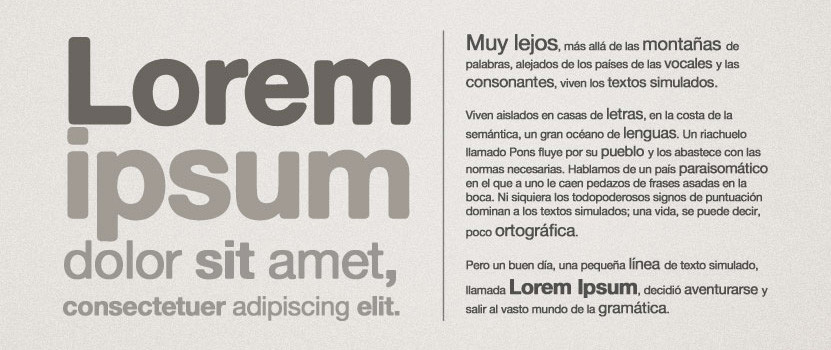 Lorem
ipsum
dolor sit amet,
consectetuer adipiscing elit.
Muy lejos, más allá de las montañas de
palabras, alejados de los países de las vocales y las
consonantes, viven los textos simulados.
Viven aislados en casas de letras, en la costa de la
semántica, un gran océano de lenguas. Un riachuelo
llamado Pons fluye por su pueblo y los abastece con las
normas necesarias. Hablamos de un país paraisomático
en el que a uno le caen pedazos de frases asadas en la
boca. Ni siquiera los todopoderosos signos de puntuación
dominan a los textos simulados; una vida, se puede decir,
poco ortográfica.
Pero un buen día, una pequeña línea de texto simulado,
llamada Lorem Ipsum, decidió aventurarse y
salir al vasto mundo de la gramática.